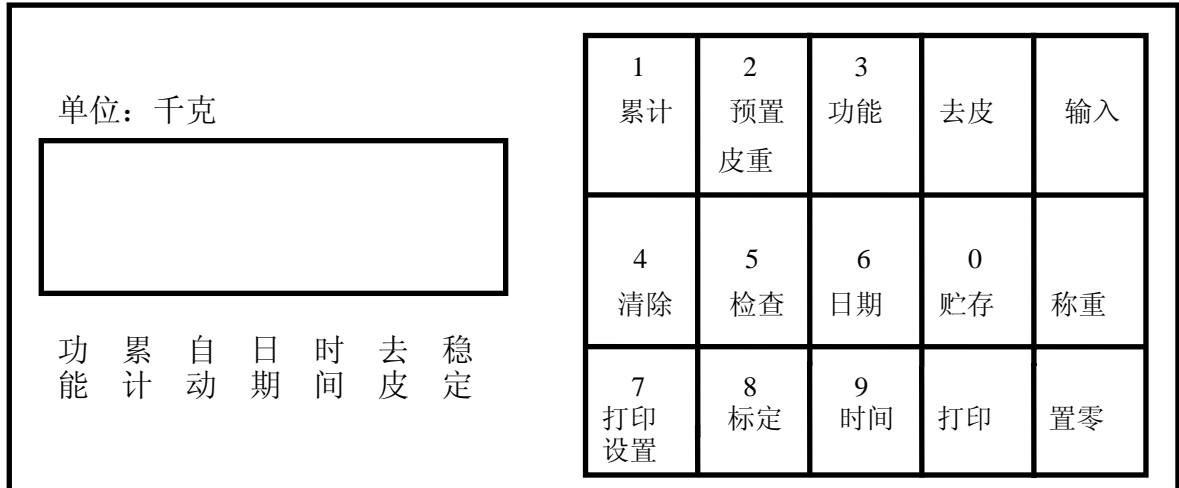 单位：千克
功能 累计 自动 日期 时间 去皮 稳定
1 2 3
累计 预置 功能 去皮 输入
皮重
4 5 6 0
清除 检查 日期 贮存 称重
7 8 9
打印 标定 时间 打印 置零
设置